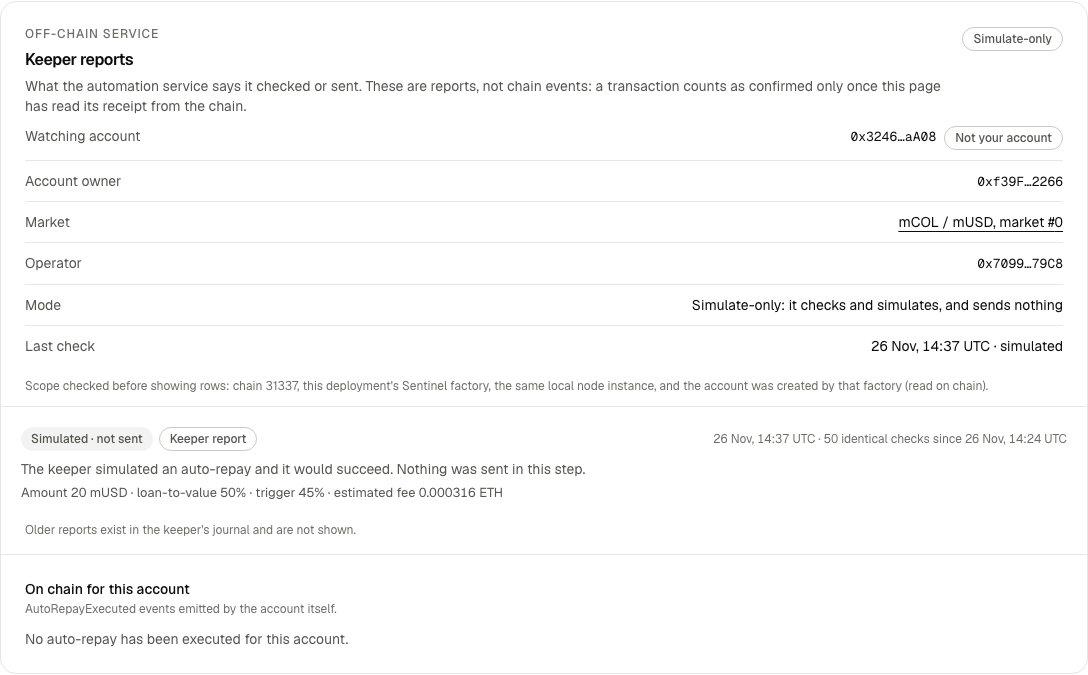 OFF-CHAIN SERVICE
Simulate-only
Keeper reports
What the automation service says it checked or sent. These are reports, not chain events: a transaction counts as confirmed only once this page
has read its receipt from the chain.
Watching account 0x3246…aA08 Not your account
Account owner 0xf39F…2266
Market mCOL / mUSD, market #0
Operator 0x7099…79C8
Mode Simulate-only: it checks and simulates, and sends nothing
Last check 26 Nov, 14:37 UTC · simulated
Scope checked before showing rows: chain 31337, this deployment's Sentinel factory, the same local node instance, and the account was created by that factory (read on chain).
Simulated · not sent Keeper report 26 Nov, 14:37 UTC · 50 identical checks since 26 Nov, 14:24 UTC
The keeper simulated an auto-repay and it would succeed. Nothing was sent in this step.
Amount 20 mUSD · loan-to-value 50% · trigger 45% · estimated fee 0.000316 ETH
Older reports exist in the keeper's journal and are not shown.
On chain for this account
AutoRepayExecuted events emitted by the account itself.
No auto-repay has been executed for this account.